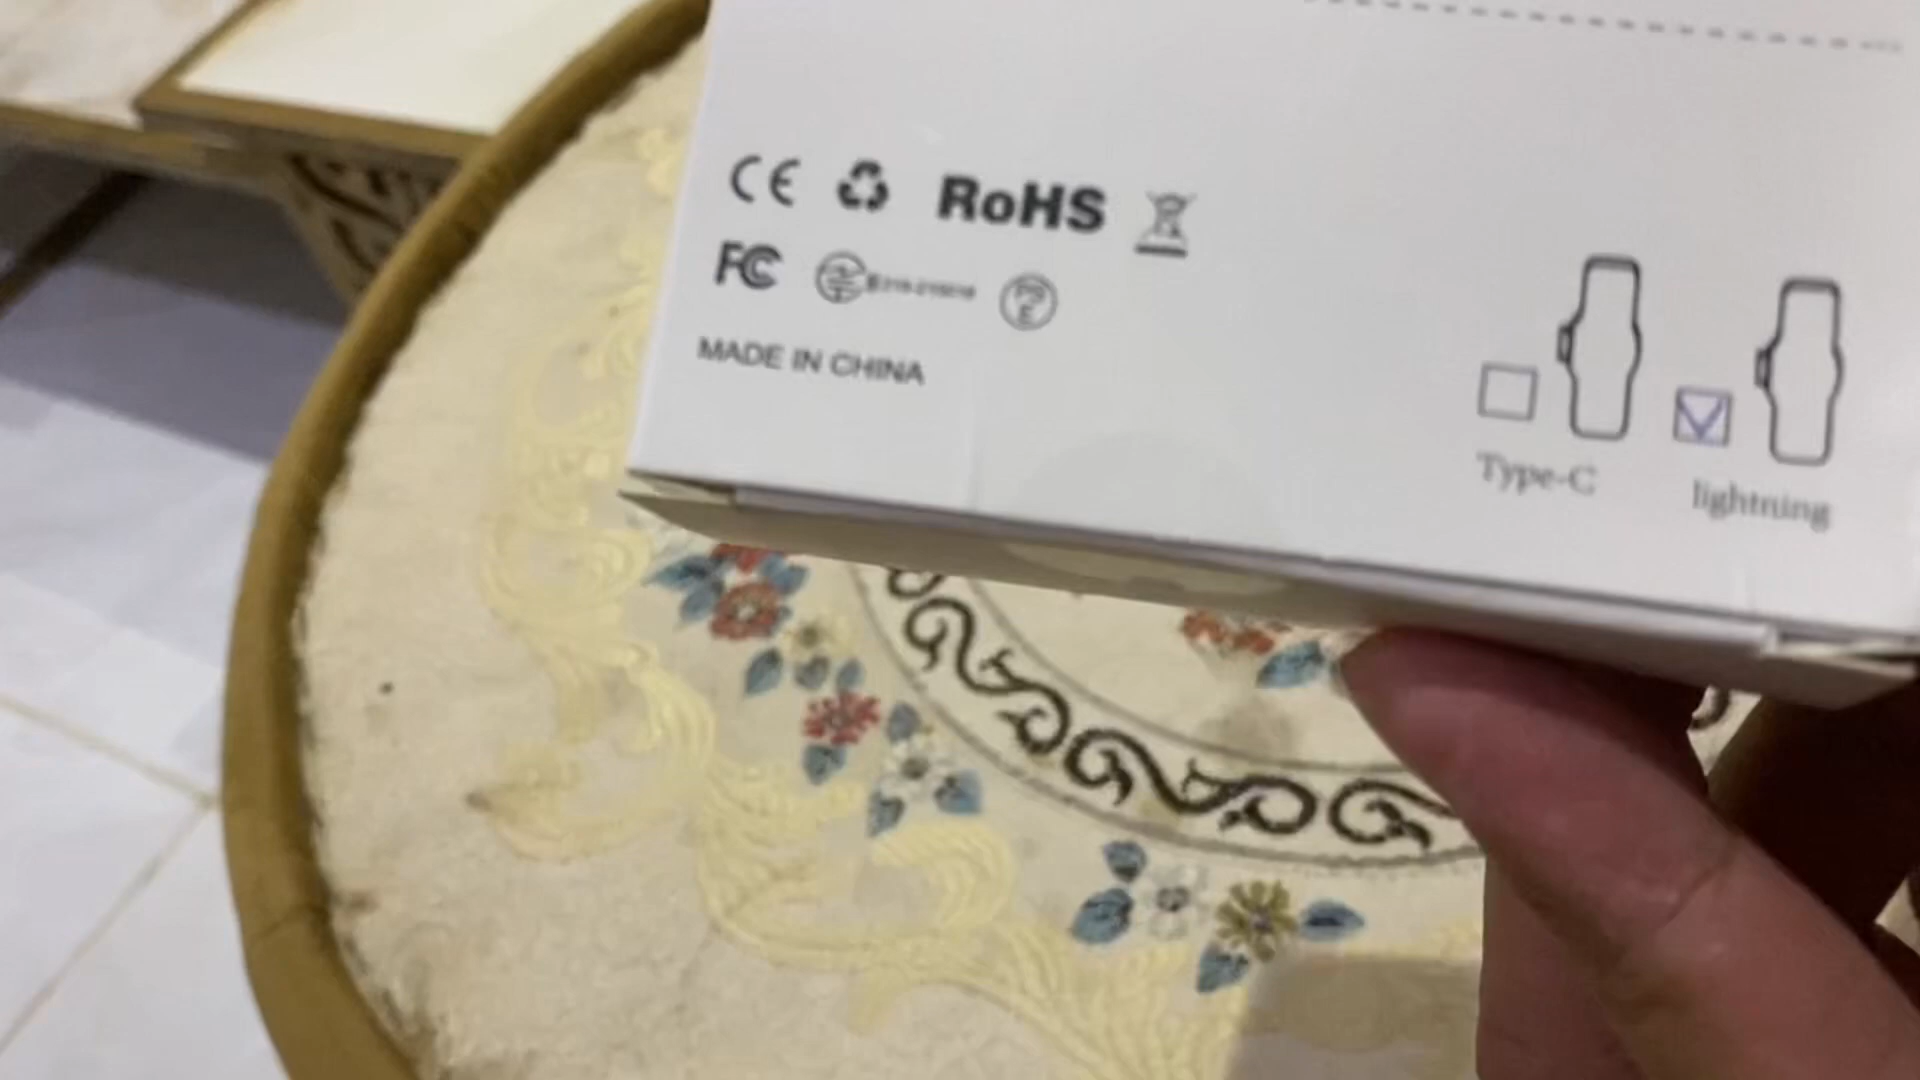 CE RoHS
FC
MADE IN CHINA
Type-C
lightning